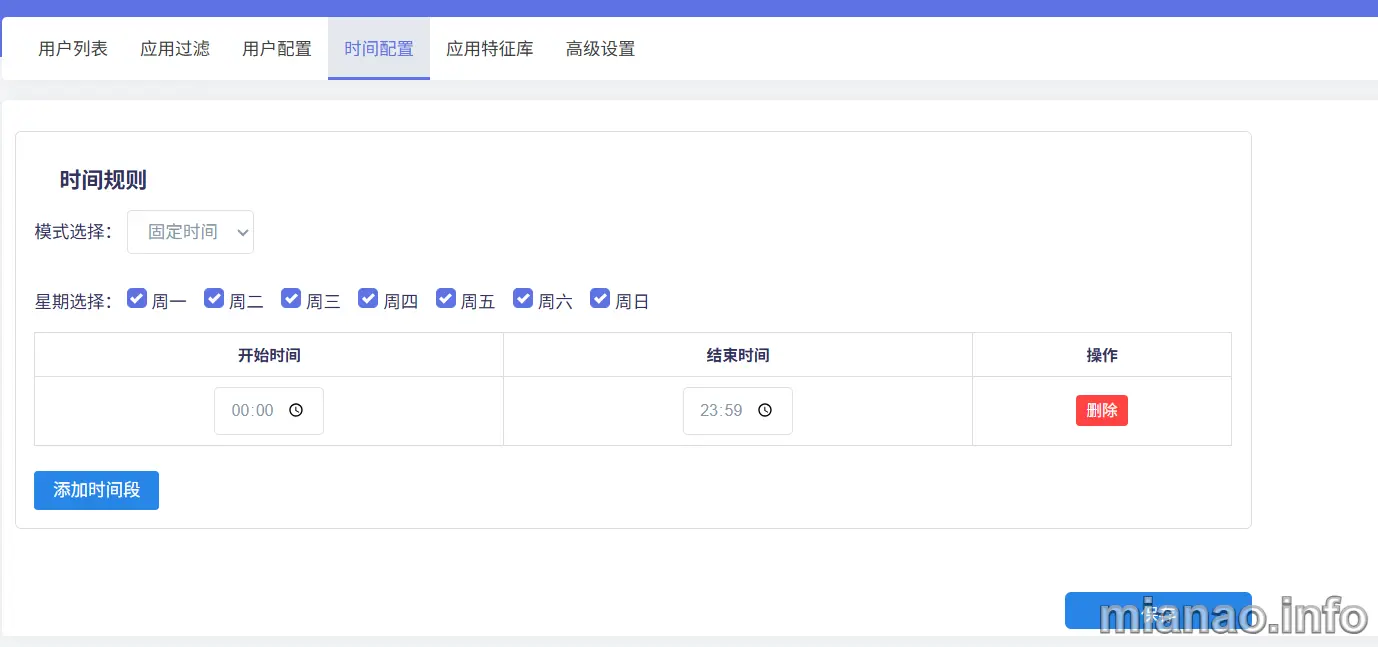 用户列表 应用过滤 用户配置 时间配置 应用特征库 高级设置
时间规则
模式选择： 固定时间
星期选择： 周一 周二 周三 周四 周五 周六 周日
开始时间 结束时间 操作
00:00 23:59 删除
添加时间段
保存
mianao.info